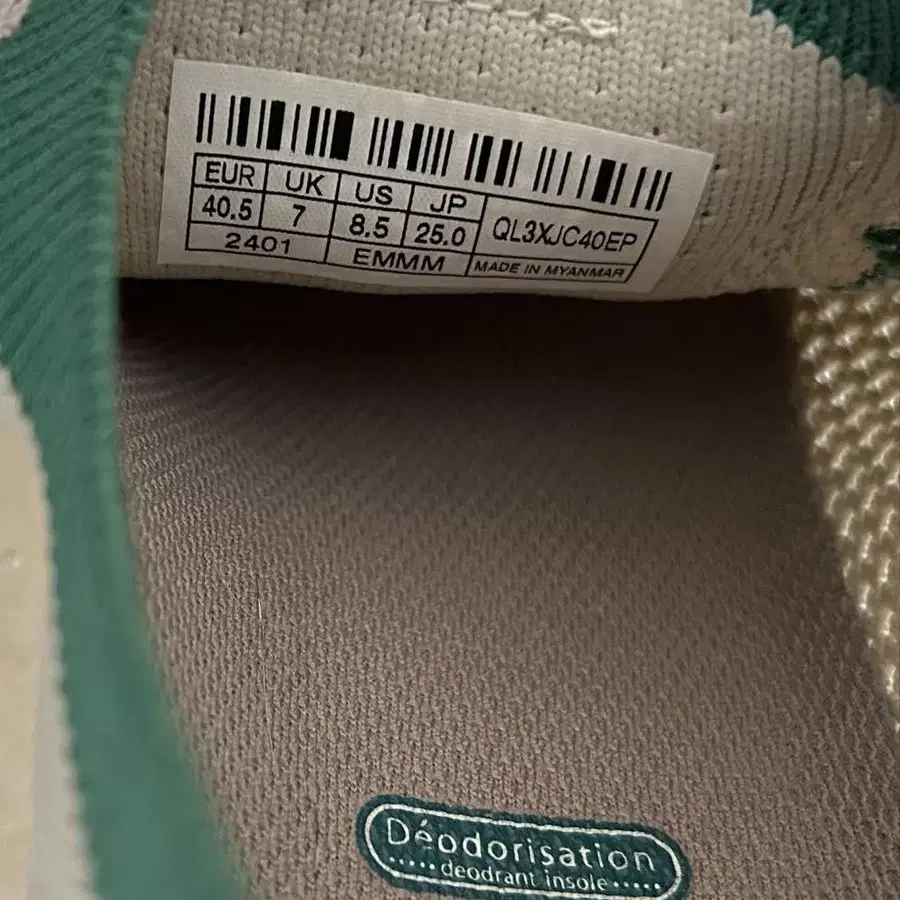 EUR UK US JP QL3XJC40EP
40.5 7 8.5 25.0
2401 EMMM MADE IN MYANMAR
Déodorisation
deodrant insole